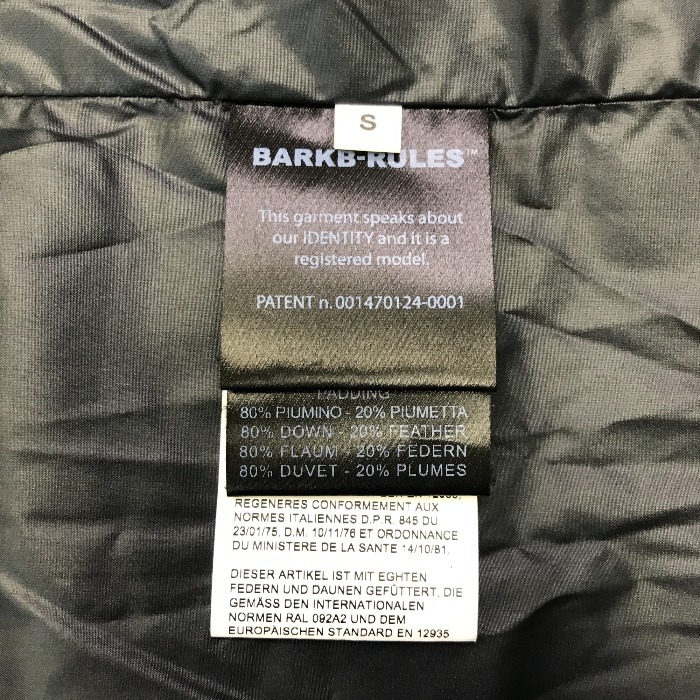 S
BARKB-RULES™
This garment speaks about
our IDENTITY and it is a
registered model.
PATENT n. 001470124-0001
PADDING
80% PIUMINO - 20% PIUMETTA
80% DOWN - 20% FEATHER
80% FLAUM - 20% FEDERN
80% DUVET - 20% PLUMES
REGENERES CONFORMEMENT AUX
NORMES ITALIENNES D.P.R. 845 DU
23/01/75, D.M. 10/11/76 ET ORDONNANCE
DU MINISTERE DE LA SANTE 14/10/81.
DIESER ARTIKEL IST MIT EGHTEN
FEDERN UND DAUNEN GEFÜTTERT, DIE
GEMÄSS DEN INTERNATIONALEN
NORMEN RAL 092A2 UND DEM
EUROPÄISCHEN STANDARD EN 12935